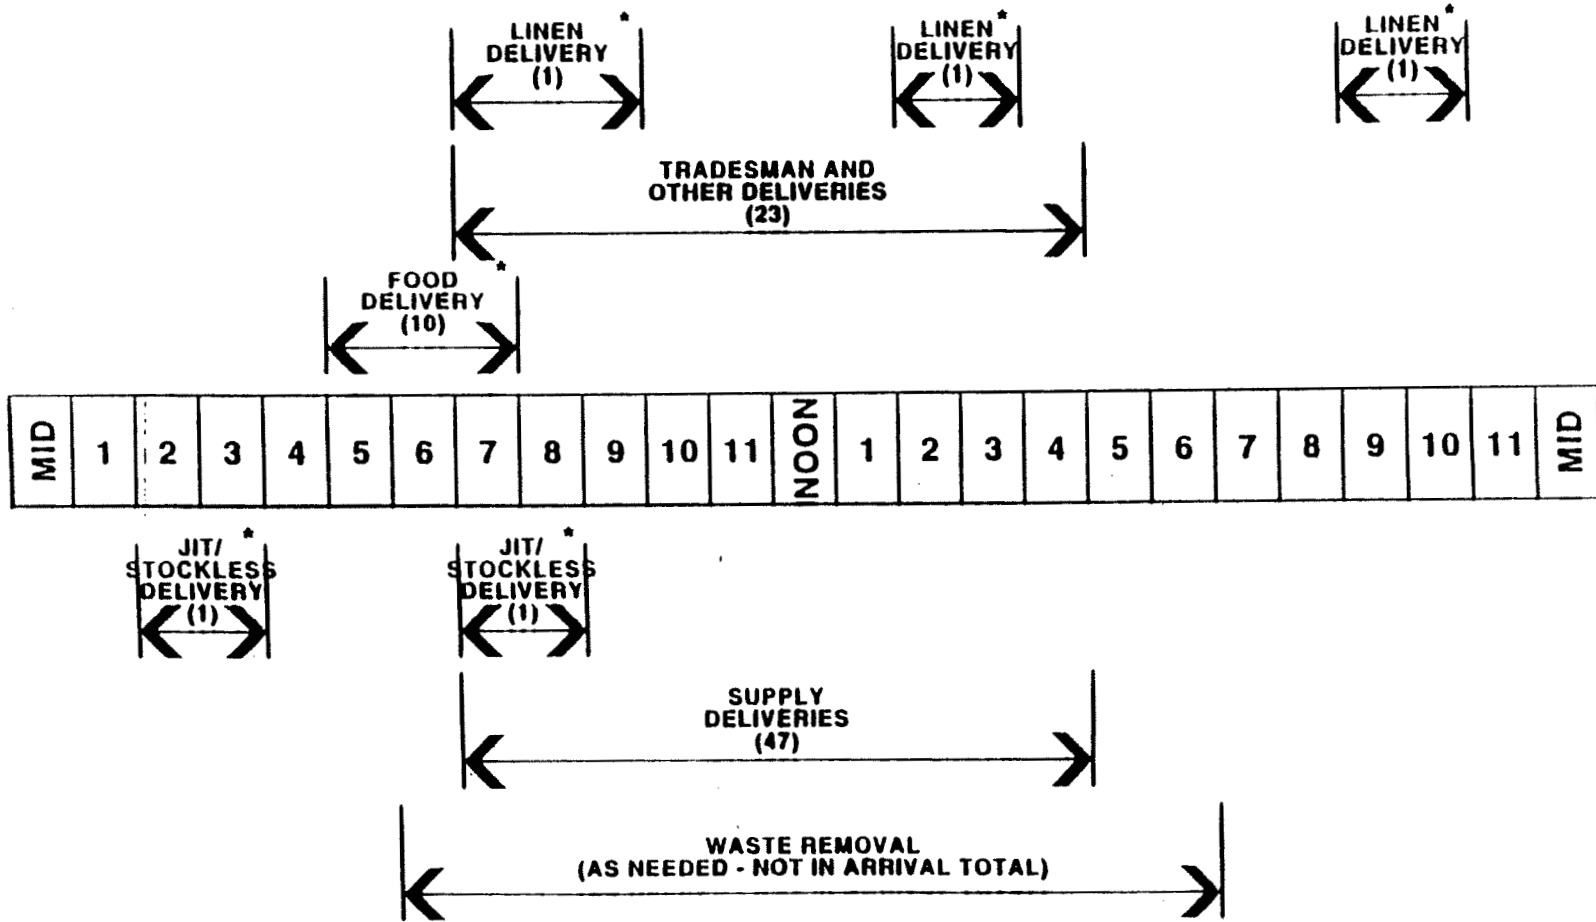 LINEN *
DELIVERY
(1)
LINEN *
DELIVERY
(1)
LINEN *
DELIVERY
(1)
TRADESMAN AND
OTHER DELIVERIES
(23)
FOOD *
DELIVERY
(10)
MID 1 2 3 4 5 6 7 8 9 10 11 NOON 1 2 3 4 5 6 7 8 9 10 11 MID
JIT/ *
STOCKLESS
DELIVERY
(1)
JIT/ *
STOCKLESS
DELIVERY
(1)
SUPPLY
DELIVERIES
(47)
WASTE REMOVAL
(AS NEEDED - NOT IN ARRIVAL TOTAL)